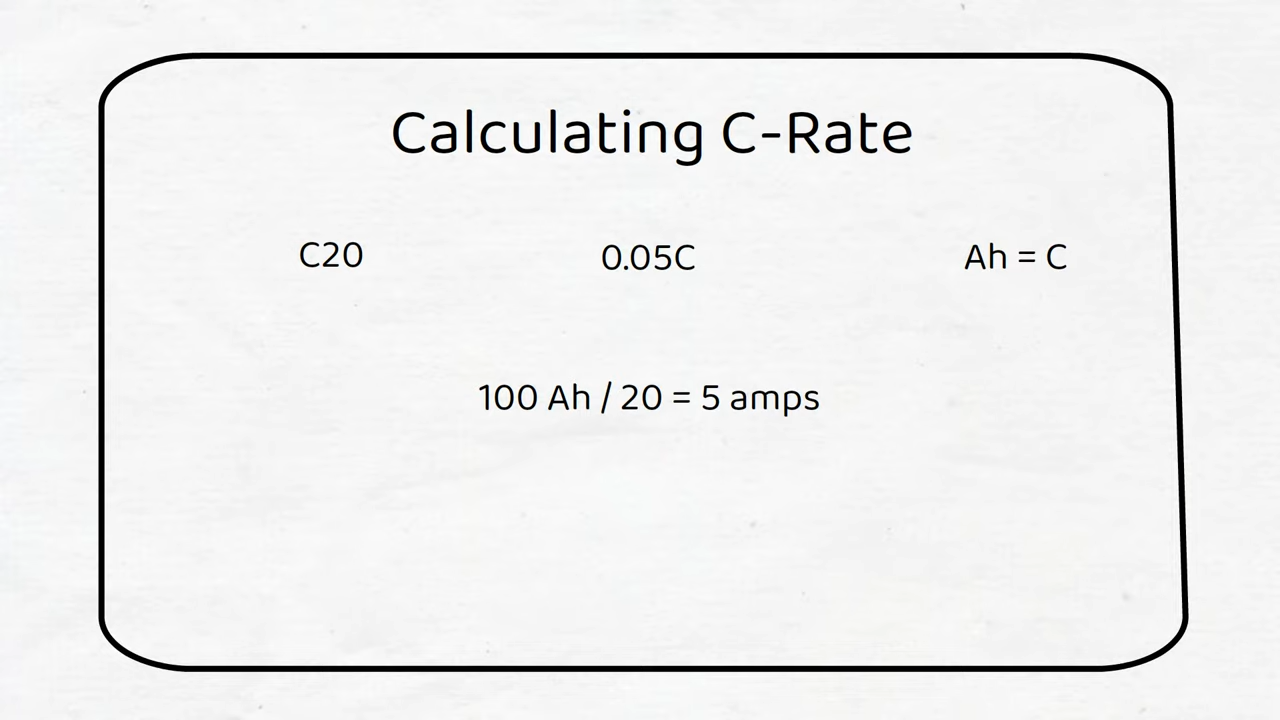 Calculating C-Rate
C20 0.05C Ah = C
100 Ah / 20 = 5 amps